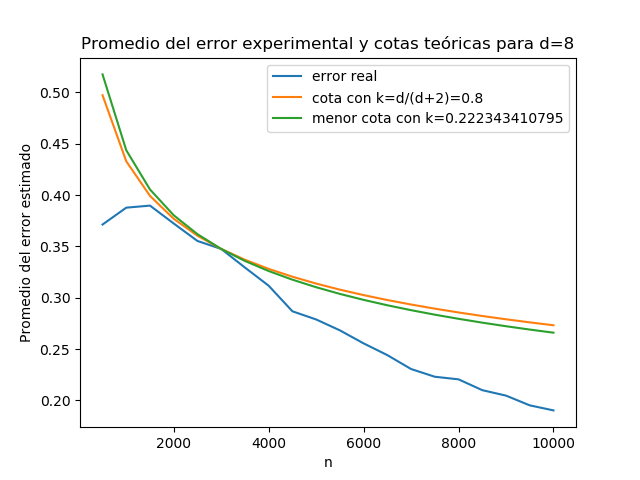 Promedio del error experimental y cotas teóricas para d=8
error real
cota con k=d/(d+2)=0.8
menor cota con k=0.222343410795
Promedio del error estimado
0.50
0.45
0.40
0.35
0.30
0.25
0.20
2000
4000
6000
8000
10000
n